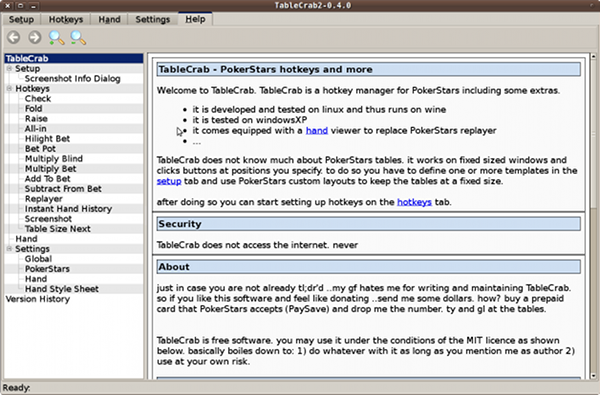 TableCrab2-0.4.0
Setup Hotkeys Hand Settings Help
TableCrab
Setup
Screenshot Info Dialog
Hotkeys
Check
Fold
Raise
All-in
Hilight Bet
Bet Pot
Multiply Blind
Multiply Bet
Add To Bet
Subtract From Bet
Replayer
Instant Hand History
Screenshot
Table Size Next
Hand
Settings
Global
PokerStars
Hand
Hand Style Sheet
Version History
TableCrab - PokerStars hotkeys and more
Welcome to TableCrab. TableCrab is a hotkey manager for PokerStars including some extras.
• it is developed and tested on linux and thus runs on wine
• it is tested on windowsXP
• it comes equipped with a hand viewer to replace PokerStars replayer
• ...
TableCrab does not know much about PokerStars tables. it works on fixed sized windows and
clicks buttons at positions you specify. to do so you have to define one or more templates in the
setup tab and use PokerStars custom layouts to keep the tables at a fixed size.
after doing so you can start setting up hotkeys on the hotkeys tab.
Security
TableCrab does not access the internet. never
About
just in case you are not already tl;dr'd ..my gf hates me for writing and maintaining TableCrab.
so if you like this software and feel like donating ..send me some dollars. how? buy a prepaid
card that PokerStars accepts (PaySave) and drop me the number. ty and gl at the tables.
TableCrab is free software. you may use it under the conditions of the MIT licence as shown
below. basically boiles down to: 1) do whatever with it as long as you mention me as author 2)
use at your own risk.
Ready: